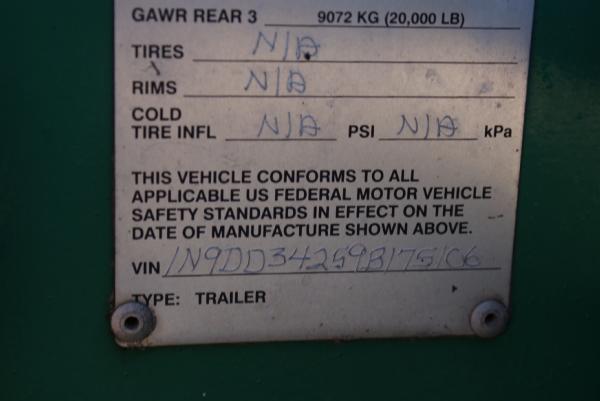 GAWR REAR 3 9072 KG (20,000 LB)
TIRES N/A
RIMS N/A
COLD
TIRE INFL N/A PSI N/A kPa
THIS VEHICLE CONFORMS TO ALL
APPLICABLE US FEDERAL MOTOR VEHICLE
SAFETY STANDARDS IN EFFECT ON THE
DATE OF MANUFACTURE SHOWN ABOVE.
VIN 1N9DD34259B175106
TYPE: TRAILER